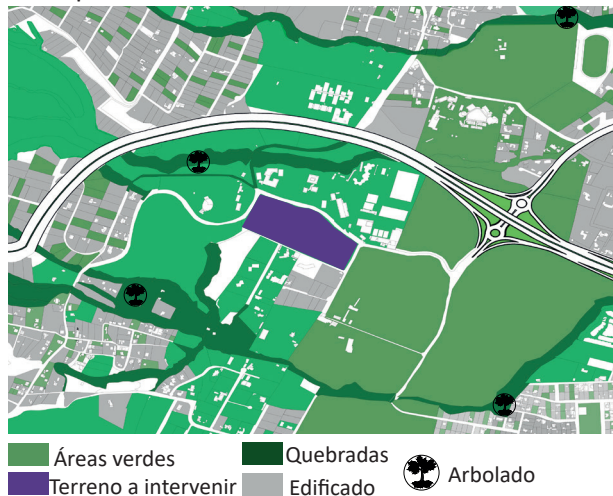 Áreas verdes
Quebradas
Arbolado
Terreno a intervenir
Edificado